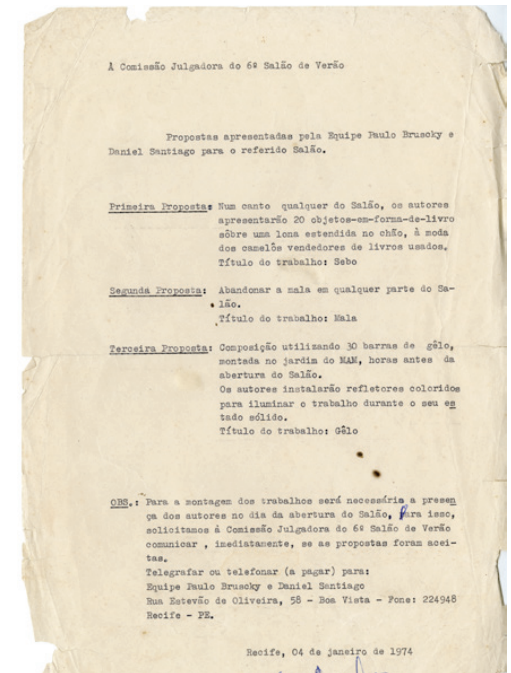 À Comissão Julgadora do 6º Salão de Verão
Propostas apresentadas pela Equipe Paulo Bruscky e
Daniel Santiago para o referido Salão.
Primeira Proposta: Num canto qualquer do Salão, os autores
apresentarão 20 objetos-em-forma-de-livro
sôbre uma lona estendida no chão, à moda
dos camelôs vendedores de livros usados.
Título do trabalho: Sebo
Segunda Proposta: Abandonar a mala em qualquer parte do Sa-
lão.
Título do trabalho: Mala
Terceira Proposta: Composição utilizando 30 barras de gêlo,
montada no jardim do MAM, horas antes da
abertura do Salão.
Os autores instalarão refletores coloridos
para iluminar o trabalho durante o seu es
tado sólido.
Título do trabalho: Gêlo
OBS.: Para a montagem dos trabalhos será necessária a presen
ça dos autores no dia da abertura do Salão, Para isso,
solicitamos à Comissão Julgadora do 6º Salão de Verão
comunicar , imediatamente, se as propostas foram acei-
tas.
Telegrafar ou telefonar (a pagar) para:
Equipe Paulo Bruscky e Daniel Santiago
Rua Estevão de Oliveira, 58 - Boa Vista - Fone: 224948
Recife - PE.
Recife, 04 de janeiro de 1974